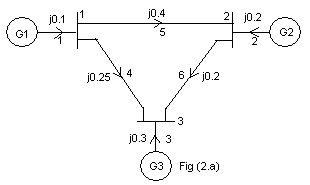 j0.1 1 j0.4 2 j0.2
G1 1 5 2 G2
j0.25 4 6 j0.2
3
j0.3 3
G3 Fig (2.a)